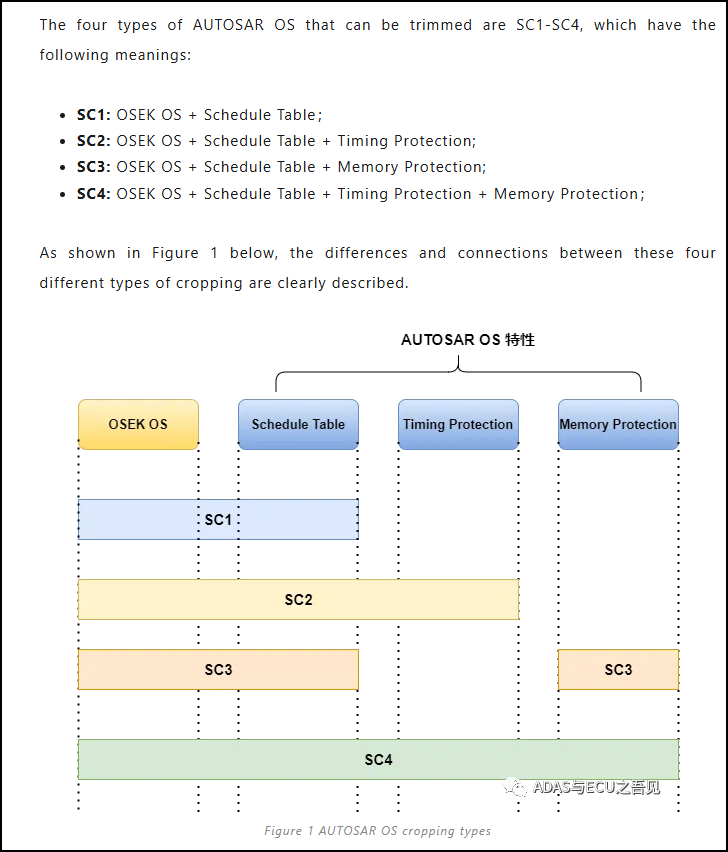 The four types of AUTOSAR OS that can be trimmed are SC1-SC4, which have the
following meanings:
• SC1: OSEK OS + Schedule Table;
• SC2: OSEK OS + Schedule Table + Timing Protection;
• SC3: OSEK OS + Schedule Table + Memory Protection;
• SC4: OSEK OS + Schedule Table + Timing Protection + Memory Protection;
As shown in Figure 1 below, the differences and connections between these four
different types of cropping are clearly described.
AUTOSAR OS 特性
OSEK OS
Schedule Table
Timing Protection
Memory Protection
SC1
SC2
SC3
SC3
SC4
ADAS与ECU之吾见
Figure 1 AUTOSAR OS cropping types